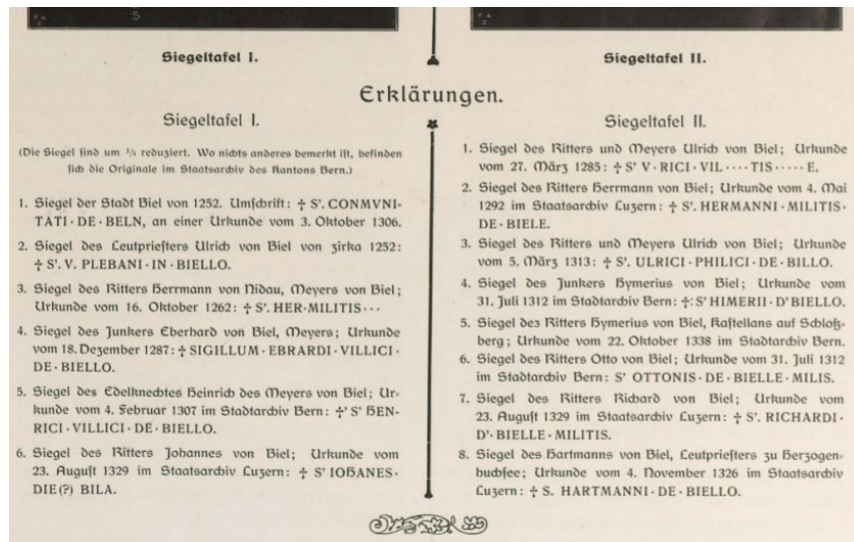 5
Siegeltafel I.
Siegeltafel II.
Erklärungen.
Siegeltafel I.
(Die Siegel sind um ⅓ reduziert. Wo nichts anderes bemerkt ist, befinden
sich die Originale im Staatsarchiv des Kantons Bern.)
1. Siegel der Stadt Biel von 1252. Umschrift: ☩ S'. CONMVNI-
TATI · DE · BELN, an einer Urkunde vom 3. Oktober 1306.
2. Siegel des Leutpriesters Ulrich von Biel von zirka 1252:
☩ S'. V. PLEBANI · IN · BIELLO.
3. Siegel des Ritters Herrmann von Nidau, Meyers von Biel;
Urkunde vom 16. Oktober 1262: ☩ S'. HER·MILITIS···
4. Siegel des Junkers Eberhard von Biel, Meyers; Urkunde
vom 18. Dezember 1287: ☩ SIGILLUM · EBRARDI · VILLICI ·
DE · BIELLO.
5. Siegel des Edelknechtes Heinrich des Meyers von Biel; Ur-
kunde vom 4. Februar 1307 im Stadtarchiv Bern: ☩' S' HEN-
RICI · VILLICI · DE · BIELLO.
6. Siegel des Ritters Johannes von Biel; Urkunde vom
23. August 1329 im Staatsarchiv Luzern: ☩ S' IOHANES ·
DIE (?) BILA.
Siegeltafel II.
1. Siegel des Ritters und Meyers Ulrich von Biel; Urkunde
vom 27. März 1285: ☩ S' V · RICI · VIL ···· TIS ····· E.
2. Siegel des Ritters Herrmann von Biel; Urkunde vom 4. Mai
1292 im Staatsarchiv Luzern: ☩ S'. HERMANNI · MILITIS ·
DE · BIELE.
3. Siegel des Ritters und Meyers Ulrich von Biel; Urkunde
vom 5. März 1313: ☩ S'. ULRICI · PHILICI · DE · BILLO.
4. Siegel des Junkers Hymerius von Biel; Urkunde vom
31. Juli 1312 im Stadtarchiv Bern: ☩: S' HIMERII · D' BIELLO.
5. Siegel des Ritters Hymerius von Biel, Kastellans auf Schloß-
berg; Urkunde vom 22. Oktober 1338 im Stadtarchiv Bern.
6. Siegel des Ritters Otto von Biel; Urkunde vom 31. Juli 1312
im Stadtarchiv Bern: S' OTTONIS · DE · BIELLE · MILIS.
7. Siegel des Ritters Richard von Biel; Urkunde vom
23. August 1329 im Staatsarchiv Luzern: ☩ S'. RICHARDI ·
D'· BIELLE · MILITIS.
8. Siegel des Hartmanns von Biel, Leutpriesters zu Herzogen-
buchsee; Urkunde vom 4. November 1326 im Staatsarchiv
Luzern: ☩ S. HARTMANNI · DE · BIELLO.